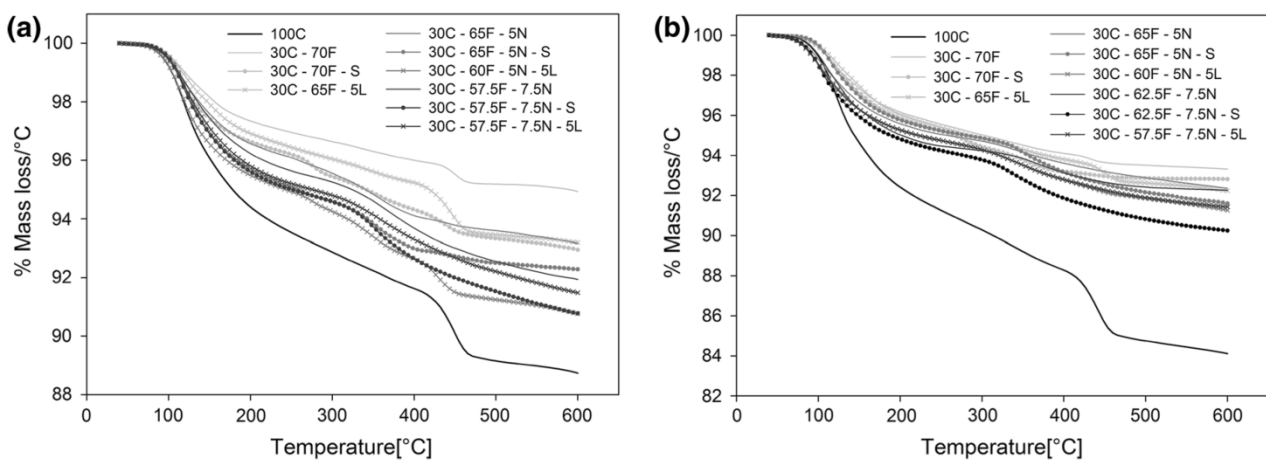 (a)
100C
30C - 70F
30C - 70F - S
30C - 65F - 5L
30C - 65F - 5N
30C - 65F - 5N - S
30C - 60F - 5N - 5L
30C - 57.5F - 7.5N
30C - 57.5F - 7.5N - S
30C - 57.5F - 7.5N - 5L
% Mass loss/°C
100
98
96
94
92
90
88
0 100 200 300 400 500 600
Temperature[°C]
(b)
100C
30C - 70F
30C - 70F - S
30C - 65F - 5L
30C - 65F - 5N
30C - 65F - 5N - S
30C - 60F - 5N - 5L
30C - 62.5F - 7.5N
30C - 62.5F - 7.5N - S
30C - 57.5F - 7.5N - 5L
% Mass loss/°C
100
98
96
94
92
90
88
86
84
82
0 100 200 300 400 500 600
Temperature[°C]